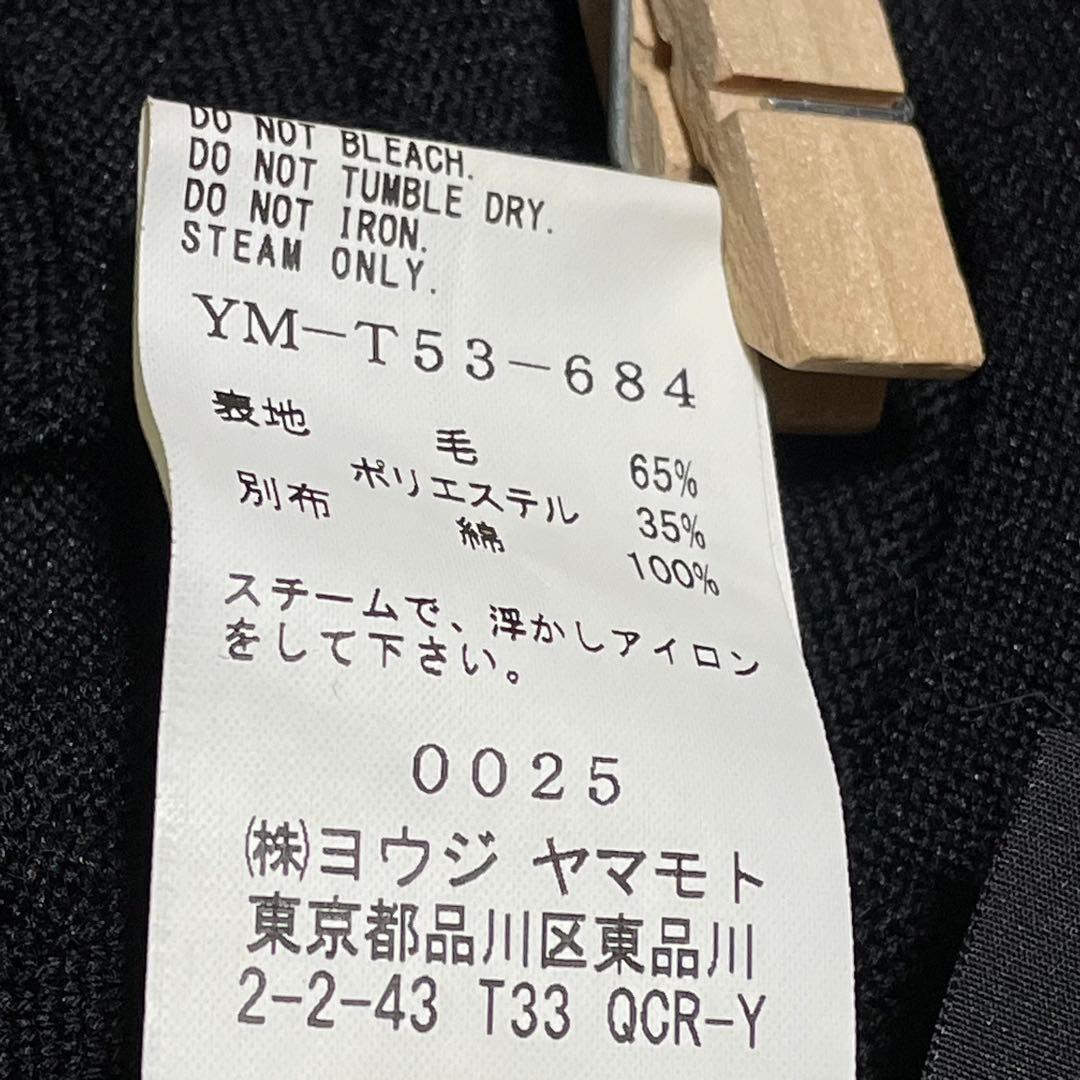 DO NOT BLEACH.
DO NOT TUMBLE DRY.
DO NOT IRON.
STEAM ONLY.
YM-T53-684
表地 毛 65%
ポリエステル 35%
別布 綿 100%
スチームで、浮かしアイロン
をして下さい。
0025
㈱ヨウジ ヤマモト
東京都品川区東品川
2-2-43 T33 QCR-Y